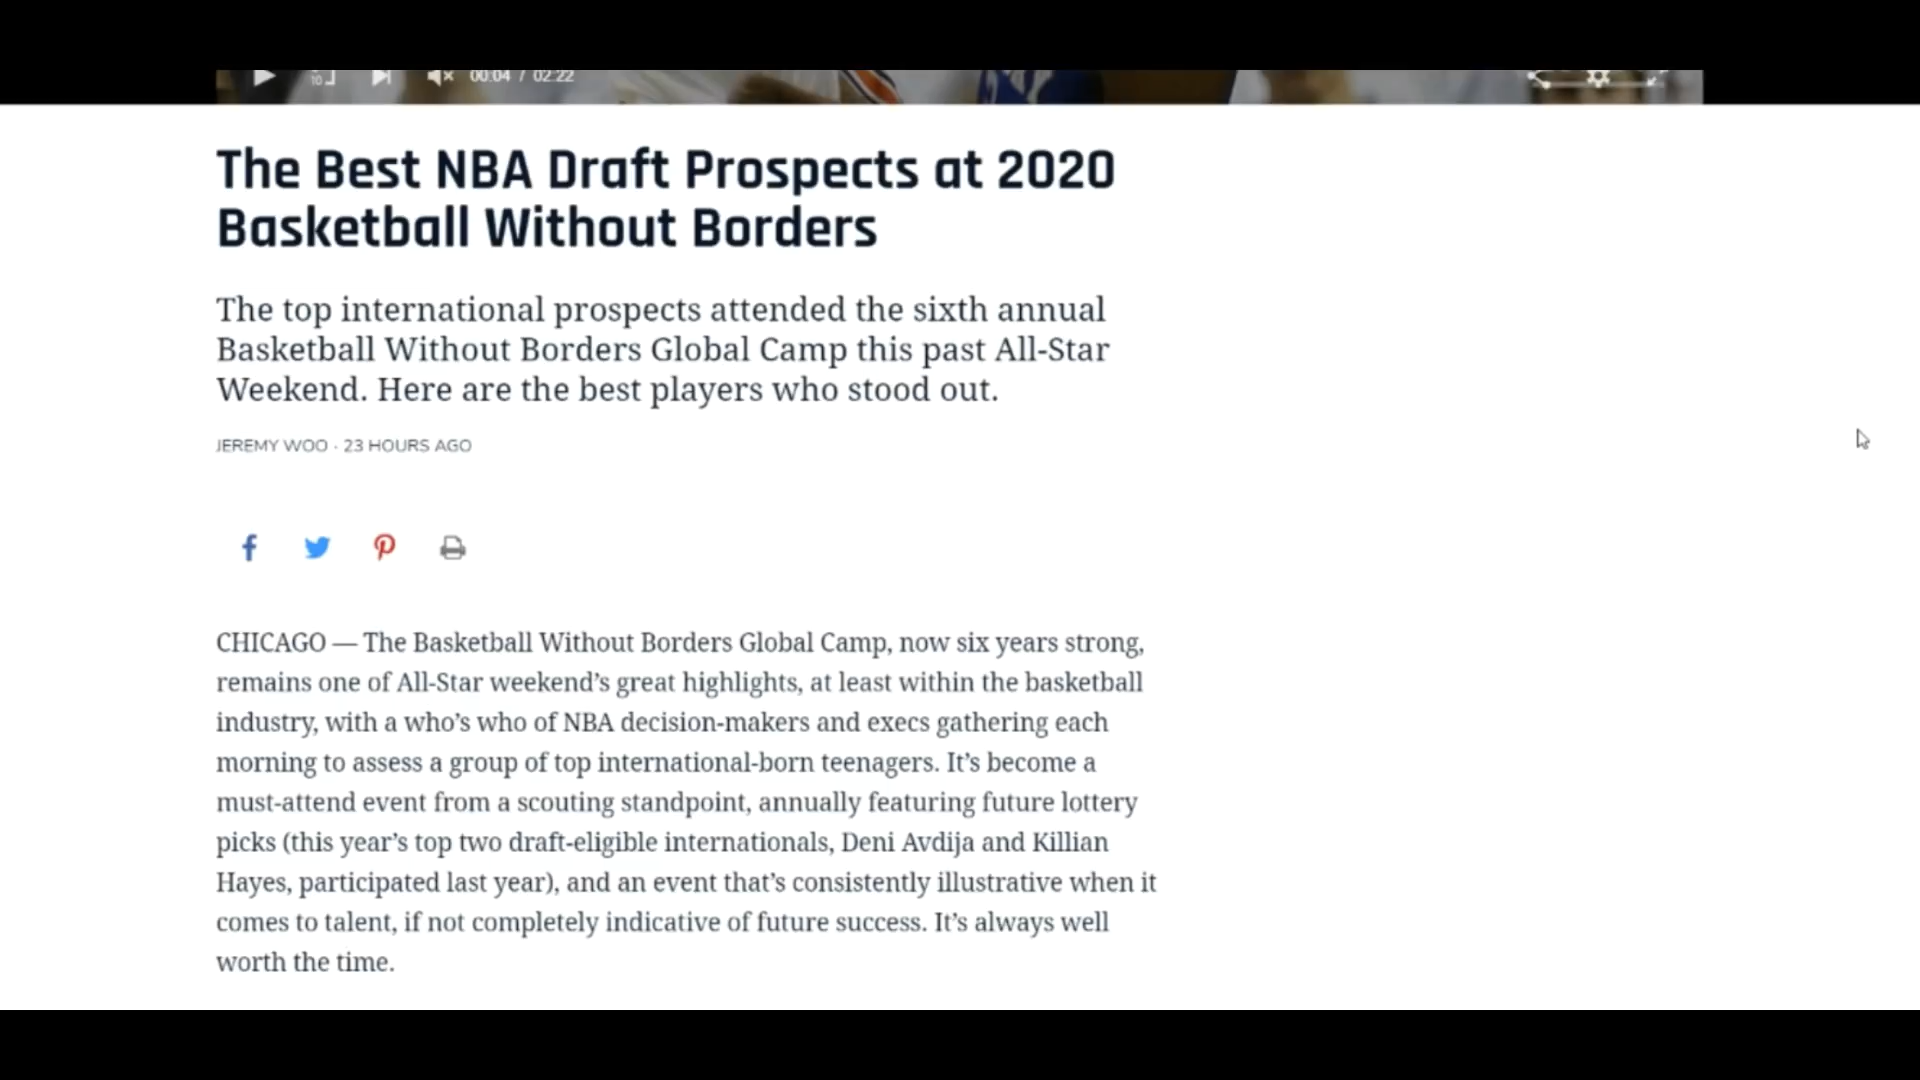 10
00:04 / 02:22
The Best NBA Draft Prospects at 2020
Basketball Without Borders
The top international prospects attended the sixth annual
Basketball Without Borders Global Camp this past All-Star
Weekend. Here are the best players who stood out.
JEREMY WOO · 23 HOURS AGO
CHICAGO — The Basketball Without Borders Global Camp, now six years strong,
remains one of All-Star weekend’s great highlights, at least within the basketball
industry, with a who’s who of NBA decision-makers and execs gathering each
morning to assess a group of top international-born teenagers. It’s become a
must-attend event from a scouting standpoint, annually featuring future lottery
picks (this year’s top two draft-eligible internationals, Deni Avdija and Killian
Hayes, participated last year), and an event that’s consistently illustrative when it
comes to talent, if not completely indicative of future success. It’s always well
worth the time.